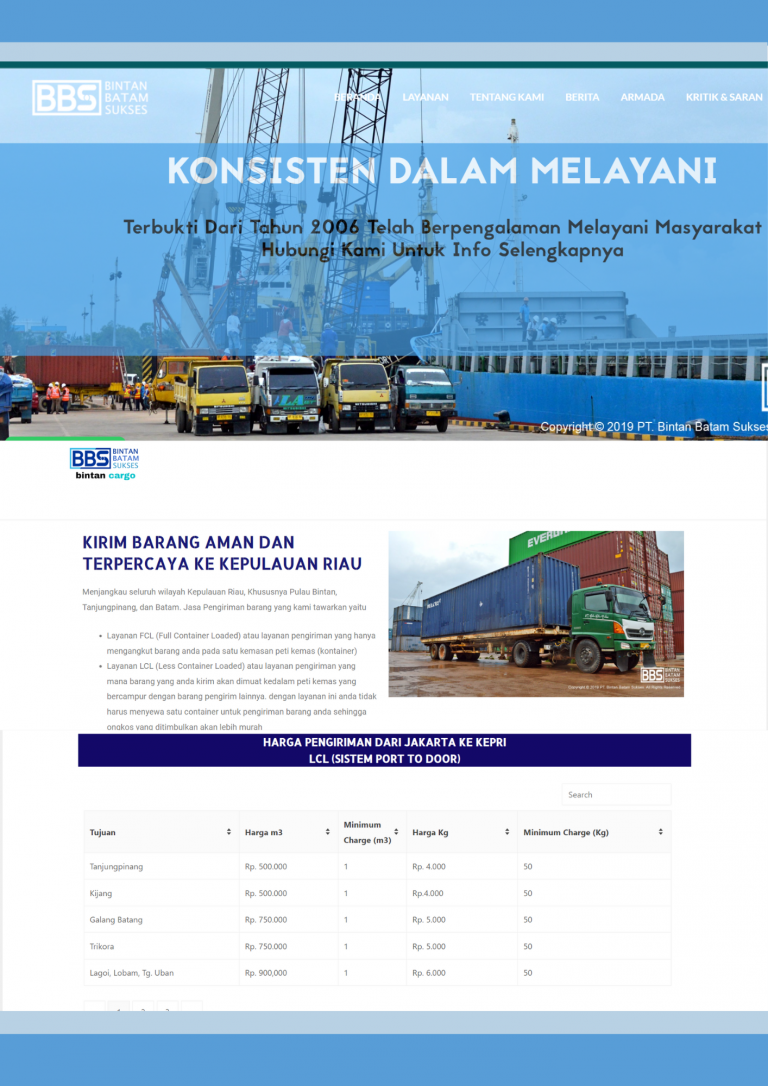 BBS BINTAN
BATAM
SUKSES
BERANDA LAYANAN TENTANG KAMI BERITA ARMADA KRITIK & SARAN
KONSISTEN DALAM MELAYANI
Terbukti Dari Tahun 2006 Telah Berpengalaman Melayani Masyarakat
Hubungi Kami Untuk Info Selengkapnya
Copyright © 2019 PT. Bintan Batam Sukses
BBS BINTAN
BATAM
SUKSES
bintan cargo
KIRIM BARANG AMAN DAN
TERPERCAYA KE KEPULAUAN RIAU
Menjangkau seluruh wilayah Kepulauan Riau, Khususnya Pulau Bintan,
Tanjungpinang, dan Batam. Jasa Pengiriman barang yang kami tawarkan yaitu
• Layanan FCL (Full Container Loaded) atau layanan pengiriman yang hanya
mengangkut barang anda pada satu kemasan peti kemas (kontainer)
• Layanan LCL (Less Container Loaded) atau layanan pengiriman yang
mana barang yang anda kirim akan dimuat kedalam peti kemas yang
bercampur dengan barang pengirim lainnya. dengan layanan ini anda tidak
harus menyewa satu container untuk pengiriman barang anda sehingga
ongkos yang ditimbulkan akan lebih murah
BBS BINTAN
BATAM
SUKSES
Copyright © 2019 PT. Bintan Batam Sukses. All Rights Reserved
HARGA PENGIRIMAN DARI JAKARTA KE KEPRI
LCL (SISTEM PORT TO DOOR)
Search
Tujuan Harga m3 Minimum Charge (m3) Harga Kg Minimum Charge (Kg)
Tanjungpinang Rp. 500.000 1 Rp. 4.000 50
Kijang Rp. 500.000 1 Rp.4.000 50
Galang Batang Rp. 750.000 1 Rp. 5.000 50
Trikora Rp. 750.000 1 Rp. 5.000 50
Lagoi, Lobam, Tg. Uban Rp. 900,000 1 Rp. 6.000 50